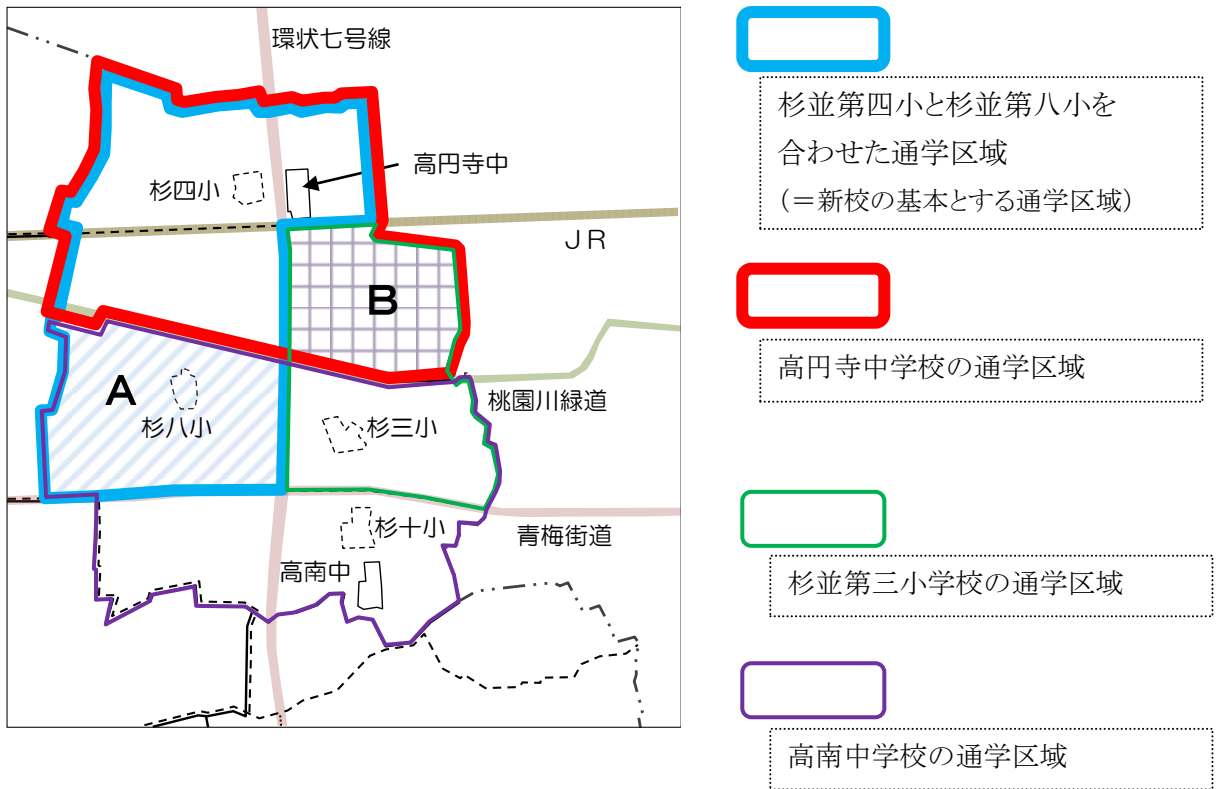 環状七号線
高円寺中
杉四小
JR
B
A
桃園川緑道
杉八小
杉三小
杉十小
青梅街道
高南中
杉並第四小と杉並第八小を
合わせた通学区域
(=新校の基本とする通学区域)
高円寺中学校の通学区域
杉並第三小学校の通学区域
高南中学校の通学区域